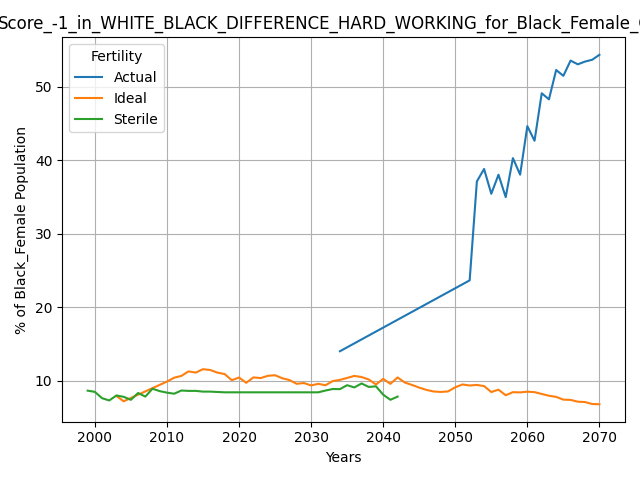 Score_-1_in_WHITE_BLACK_DIFFERENCE_HARD_WORKING_for_Black_Female_
Fertility
Actual
Ideal
Sterile
% of Black_Female Population
50
40
30
20
10
2000 2010 2020 2030 2040 2050 2060 2070
Years